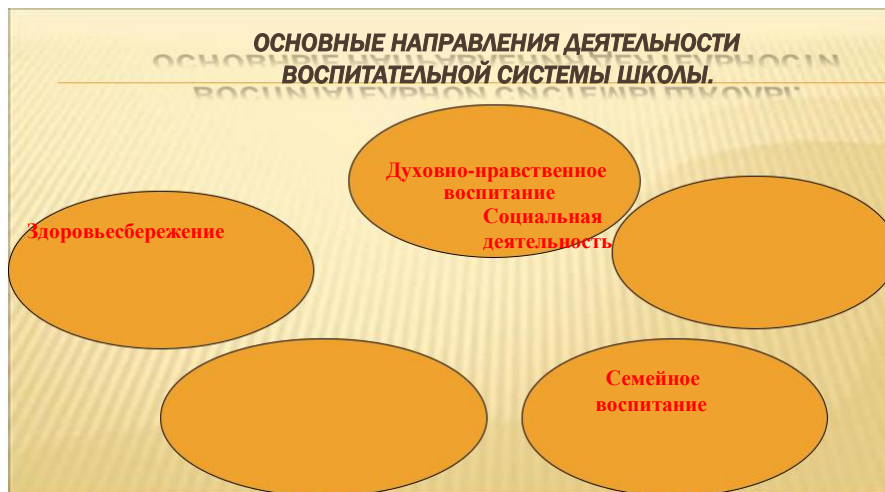 ОСНОВНЫЕ НАПРАВЛЕНИЯ ДЕЯТЕЛЬНОСТИ
ВОСПИТАТЕЛЬНОЙ СИСТЕМЫ ШКОЛЫ.
Духовно-нравственное
воспитание
Социальная
деятельность
Здоровьесбережение
Семейное
воспитание